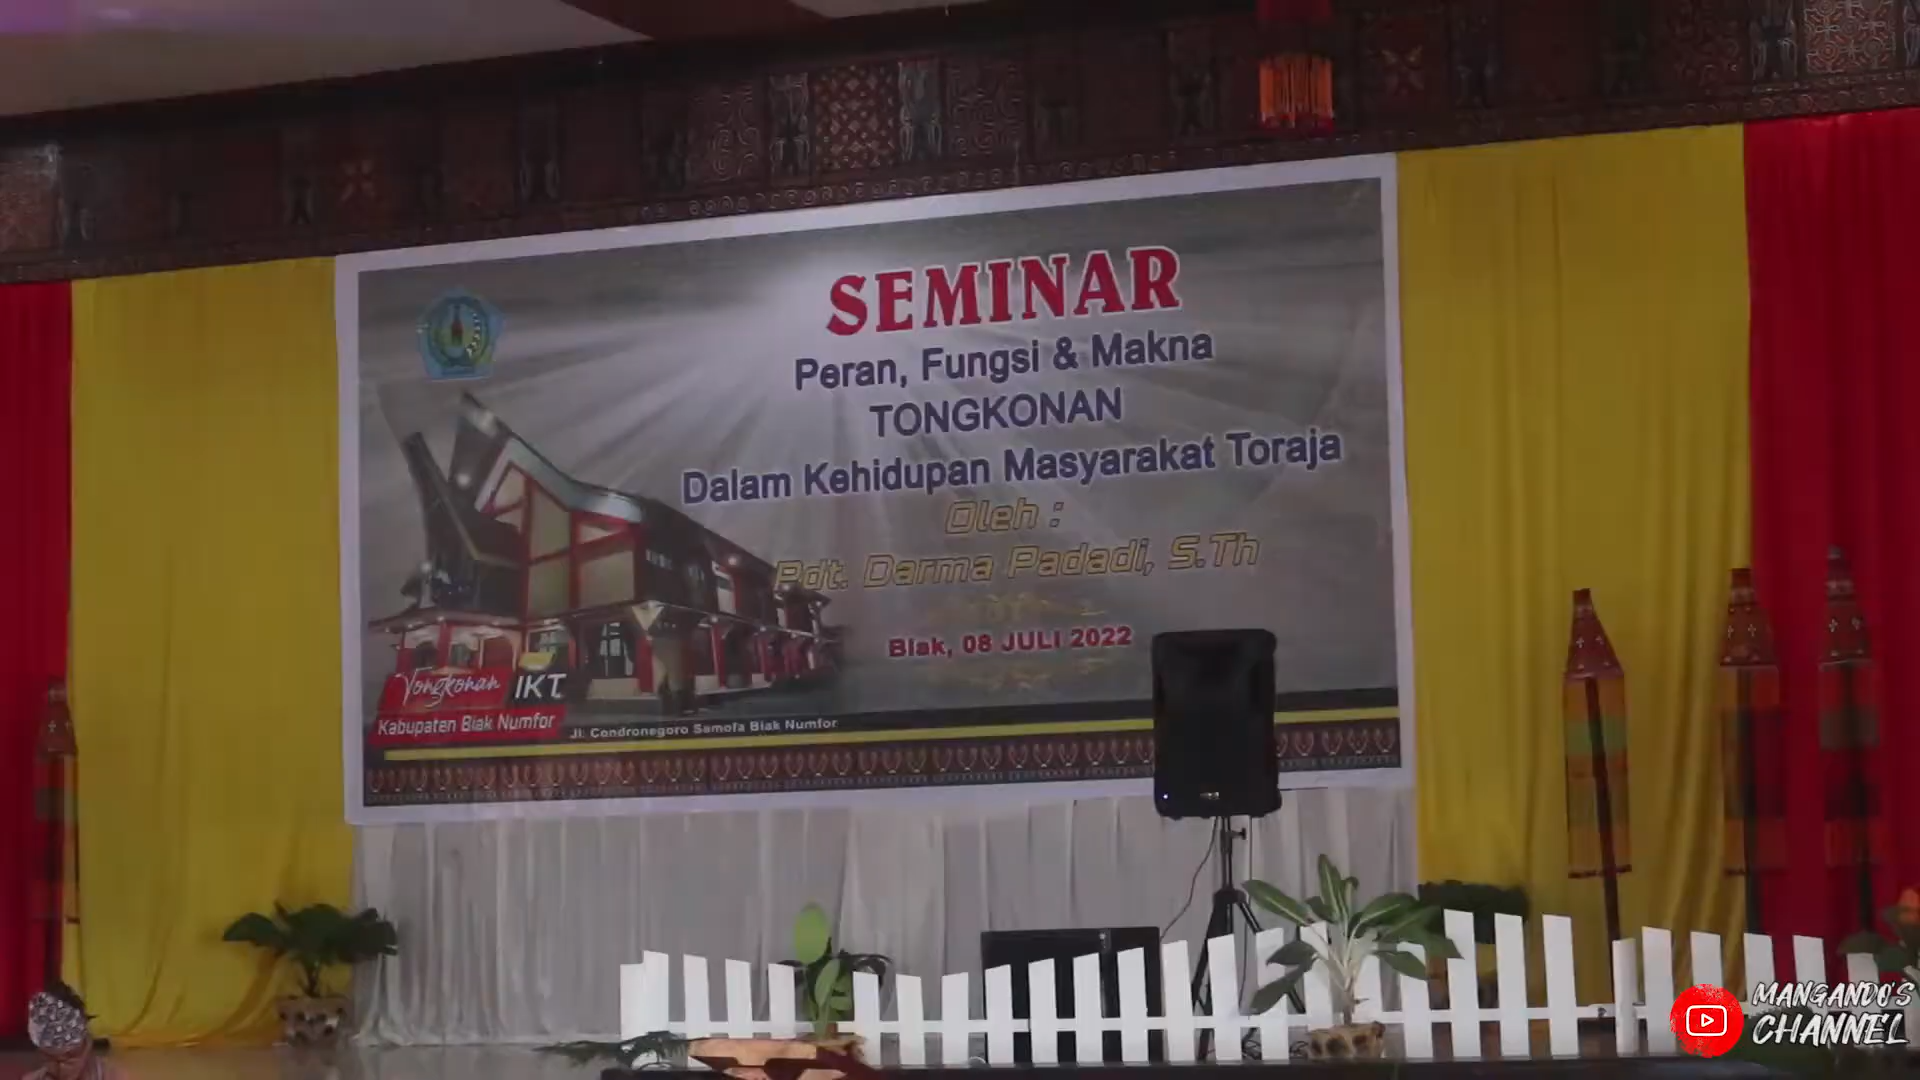 SEMINAR
Peran, Fungsi & Makna
TONGKONAN
Dalam Kehidupan Masyarakat Toraja
Oleh :
Pdt. Darma Padadi, S.Th
Biak, 08 JULI 2022
Tongkonan IKT
Kabupaten Biak Numfor
Jl. Condronegoro Samofa Biak Numfor
MANGANDO'S
CHANNEL